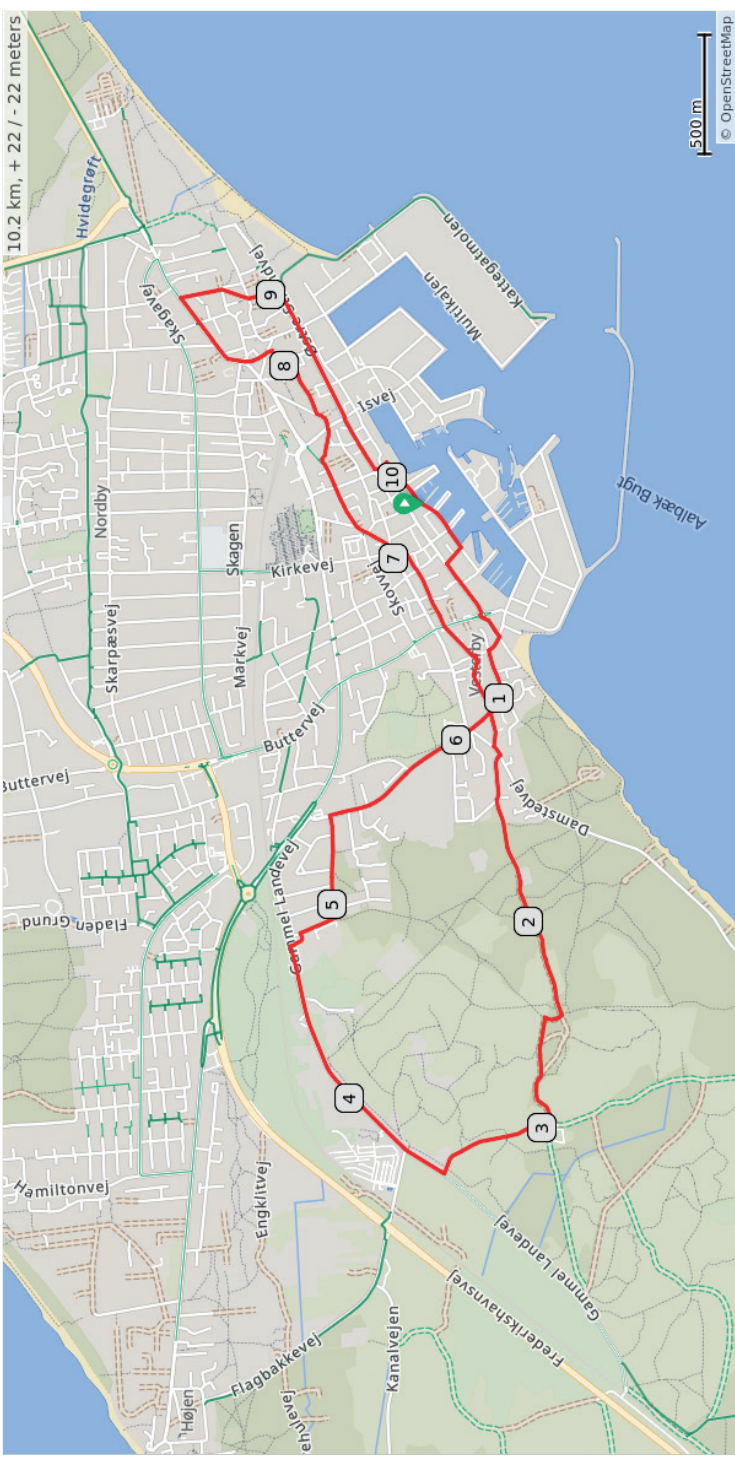 10.2 km, + 22 / - 22 meters
Hvidegrøft
Skagavej
Nordby
Skarpæsvej
Buttervej
Skagen
Kirkevej
Markvej
Buttervej
Skovvej
Isvej
Multikajen
Kattegatmolen
Aalbæk Bugt
Vesterby
Damstedvej
Fladen Grund
Gammel Landevej
Hamiltonvej
Engklitvej
Flagbakkevej
Højen
Kanalvejen
Frederikshavnsvej
Gammel Landevej
1
2
3
4
5
6
7
8
9
10
500 m
© OpenStreetMap